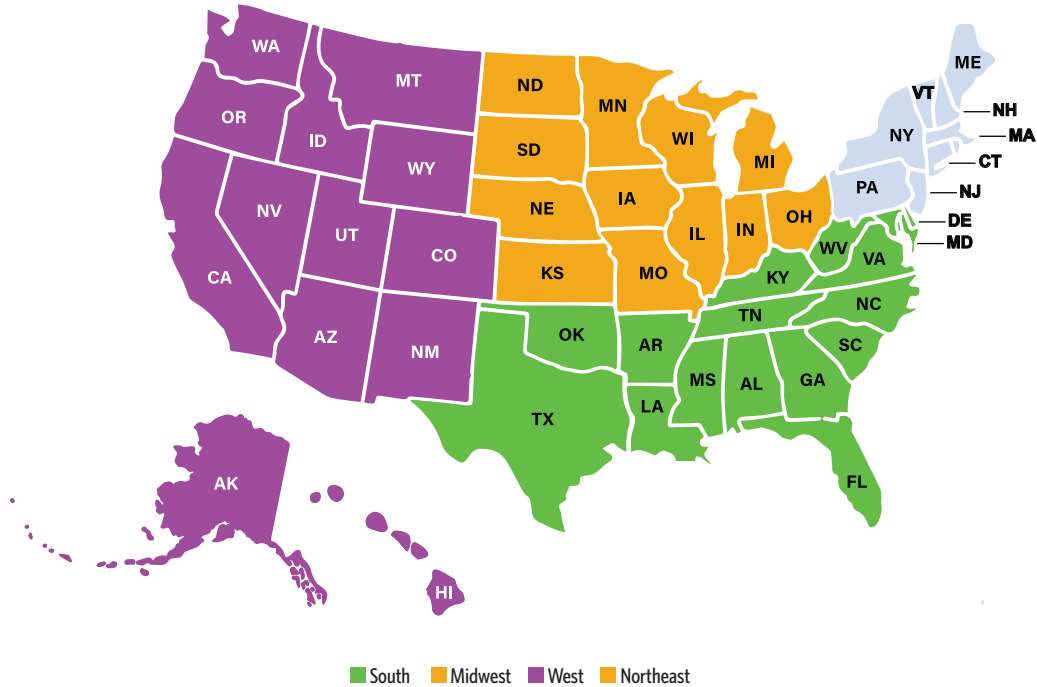 WA
MT
ND
MN
ME
VT
NH
OR
ID
SD
WI
NY
MA
WY
MI
CT
NE
IA
PA
NJ
NV
UT
CO
IL
IN
OH
DE
WV
MD
CA
KS
MO
KY
VA
AZ
NM
OK
AR
TN
NC
SC
MS
AL
GA
TX
LA
FL
AK
HI
South Midwest West Northeast